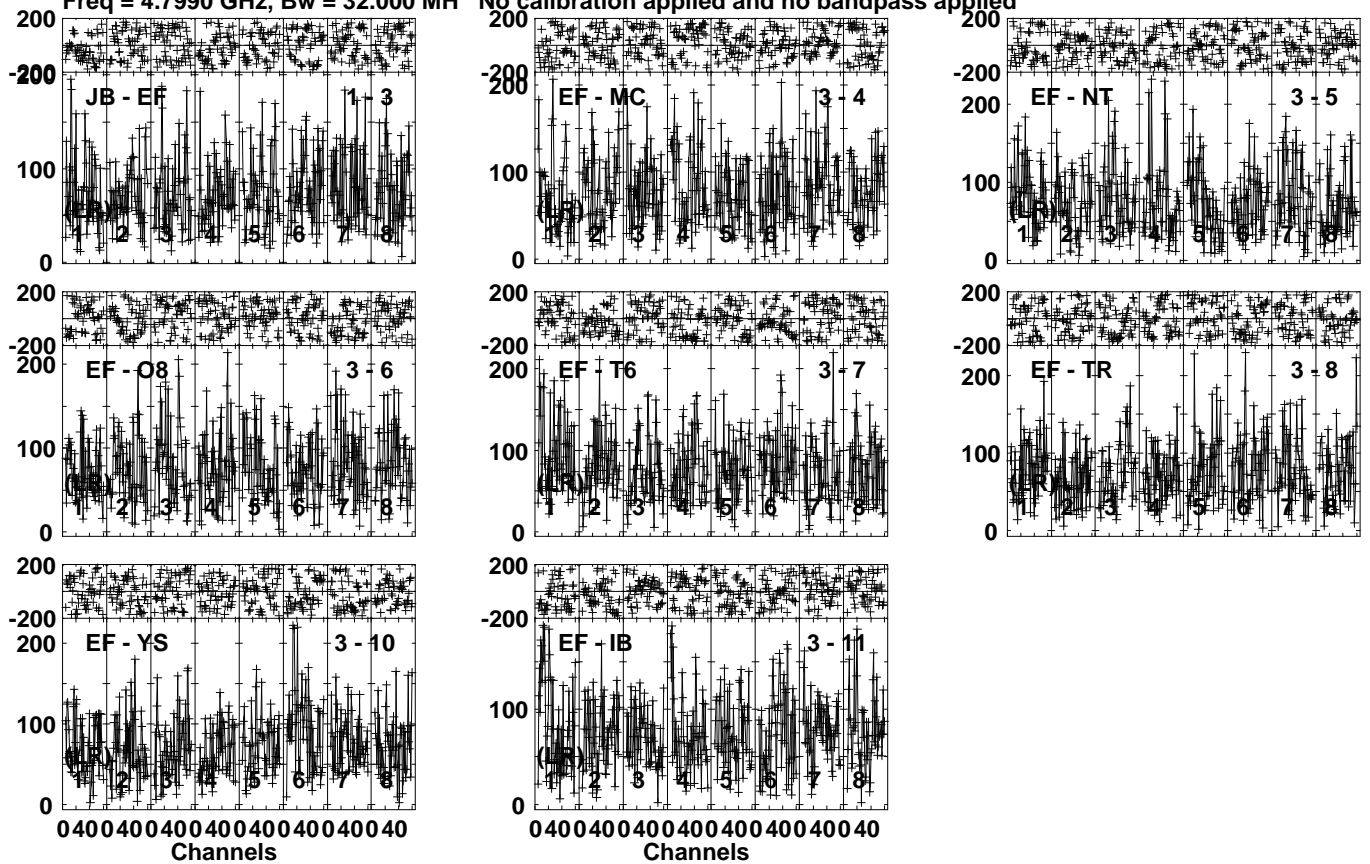 Freq = 4.7990 GHz, Bw = 32.000 MH No calibration applied and no bandpass applied
200
-200
200
JB - EF 1 - 3
100
(LR)
1 2 3 4 5 6 7 8
0
200
-200
200
EF - MC 3 - 4
100
(LR)
1 2 3 4 5 6 7 8
0
200
-200
200
EF - NT 3 - 5
100
(LR)
1 2 3 4 5 6 7 8
0
200
-200
200
EF - O8 3 - 6
100
(LR)
1 2 3 4 5 6 7 8
0
200
-200
200
EF - T6 3 - 7
100
(LR)
1 2 3 4 5 6 7 8
0
200
-200
200
EF - TR 3 - 8
100
(LR)
1 2 3 4 5 6 7 8
0
200
-200
200
EF - YS 3 - 10
100
(LR)
1 2 3 4 5 6 7 8
0
0 40 0 40 0 40 0 40 0 40 0 40 0 40 0 40
Channels
200
-200
200
EF - IB 3 - 11
100
(LR)
1 2 3 4 5 6 7 8
0
0 40 0 40 0 40 0 40 0 40 0 40 0 40 0 40
Channels